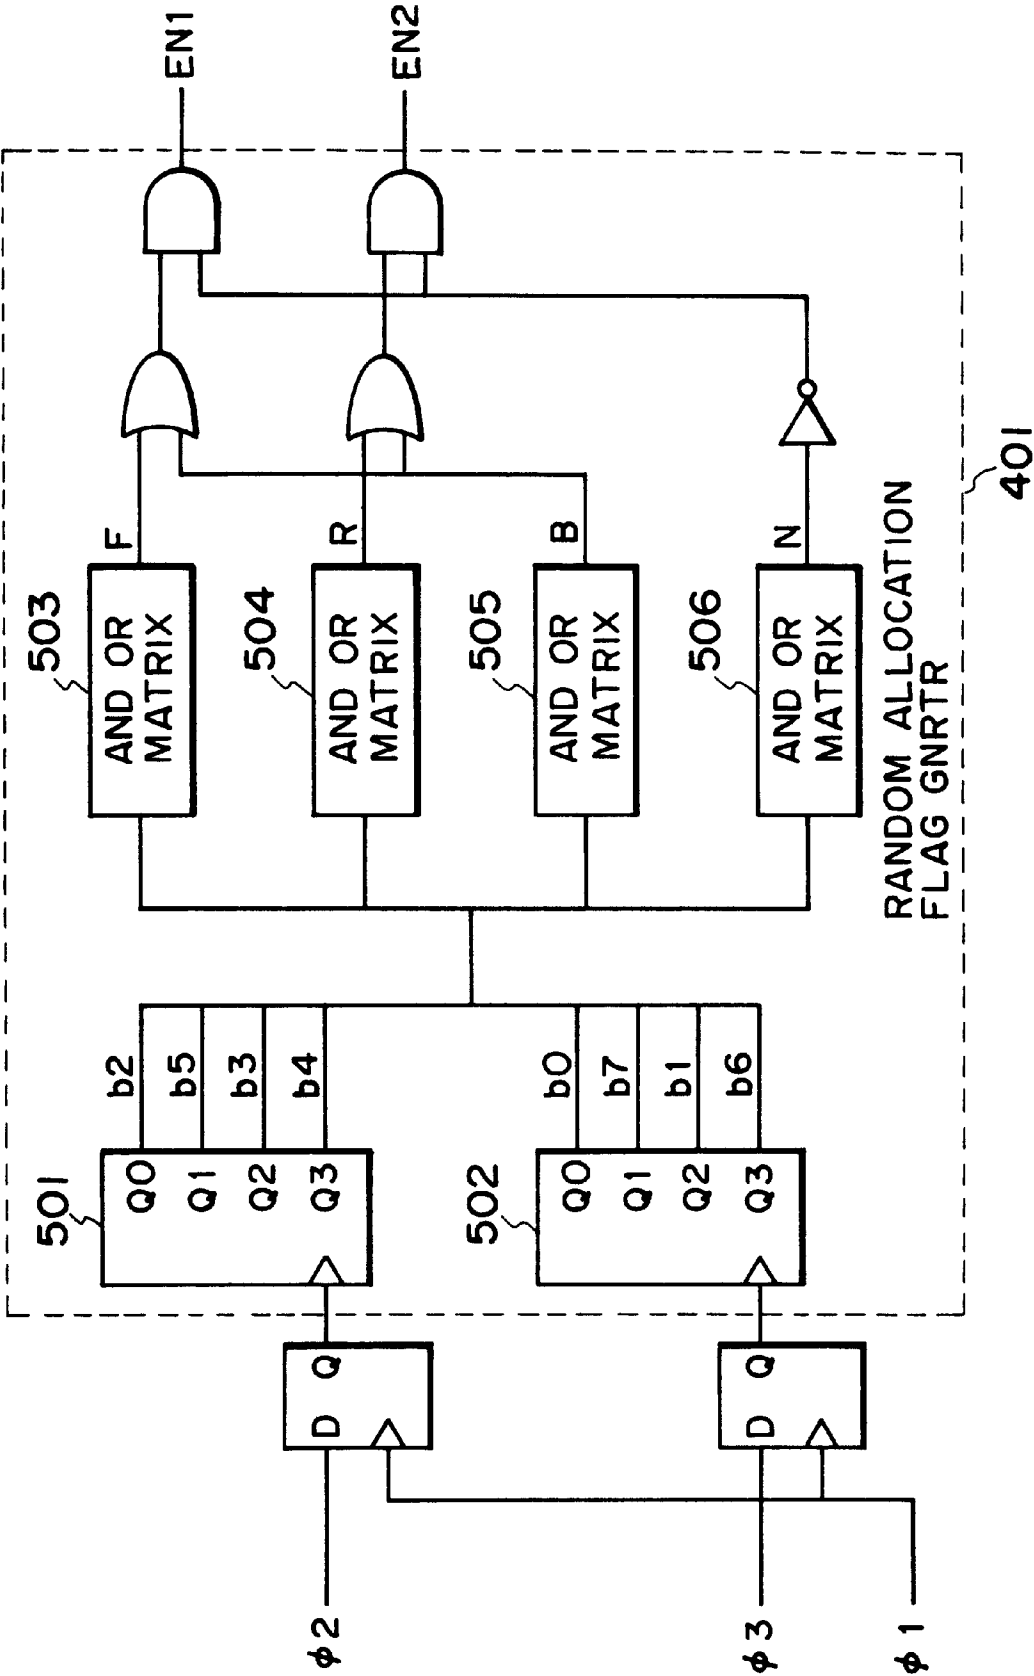 EN1
EN2
F
R
B
N
503
AND OR
MATRIX
504
AND OR
MATRIX
505
AND OR
MATRIX
506
AND OR
MATRIX
RANDOM ALLOCATION
FLAG GNRTR
401
b2
b5
b3
b4
b0
b7
b1
b6
501
Q0
Q1
Q2
Q3
502
Q0
Q1
Q2
Q3
D Q
D Q
ϕ2
ϕ3
ϕ1